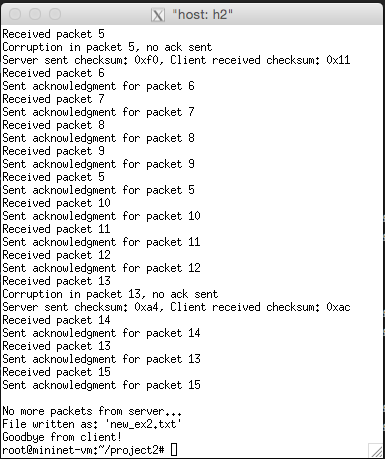 "host: h2"
Received packet 5
Corruption in packet 5, no ack sent
Server sent checksum: 0xf0, Client received checksum: 0x11
Received packet 6
Sent acknowledgment for packet 6
Received packet 7
Sent acknowledgment for packet 7
Received packet 8
Sent acknowledgment for packet 8
Received packet 9
Sent acknowledgment for packet 9
Received packet 5
Sent acknowledgment for packet 5
Received packet 10
Sent acknowledgment for packet 10
Received packet 11
Sent acknowledgment for packet 11
Received packet 12
Sent acknowledgment for packet 12
Received packet 13
Corruption in packet 13, no ack sent
Server sent checksum: 0xa4, Client received checksum: 0xac
Received packet 14
Sent acknowledgment for packet 14
Received packet 13
Sent acknowledgment for packet 13
Received packet 15
Sent acknowledgment for packet 15
No more packets from server...
File written as: 'new_ex2.txt'
Goodbye from client!
root@mininet-vm:~/project2#